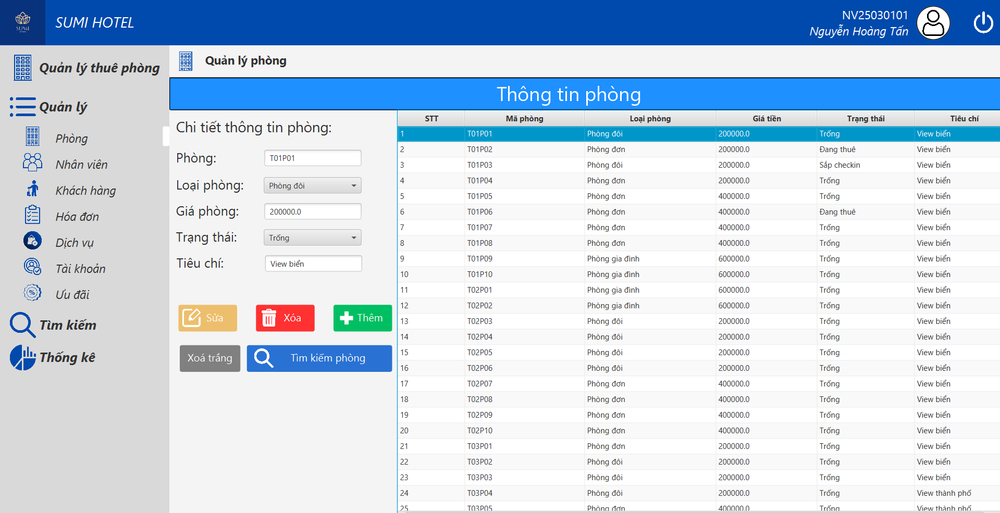 SUMI
SUMI HOTEL
NV25030101
Nguyễn Hoàng Tấn
Quản lý thuê phòng
Quản lý
Phòng
Nhân viên
Khách hàng
Hóa đơn
Dịch vụ
Tài khoản
Ưu đãi
Tìm kiếm
Thống kê
Quản lý phòng
Thông tin phòng
Chi tiết thông tin phòng:
Phòng: T01P01
Loại phòng: Phòng đôi
Giá phòng: 200000.0
Trạng thái: Trống
Tiêu chí: View biển
Sửa Xóa Thêm
Xoá trắng Tìm kiếm phòng
STT Mã phòng Loại phòng Giá tiền Trạng thái Tiêu chí
1 T01P01 Phòng đôi 200000.0 Trống View biển
2 T01P02 Phòng đơn 200000.0 Đang thuê View biển
3 T01P03 Phòng đôi 200000.0 Sắp checkin View biển
4 T01P04 Phòng đơn 200000.0 Trống View biển
5 T01P05 Phòng đơn 400000.0 Trống View biển
6 T01P06 Phòng đơn 400000.0 Đang thuê View biển
7 T01P07 Phòng đơn 400000.0 Trống View biển
8 T01P08 Phòng đơn 400000.0 Trống View biển
9 T01P09 Phòng gia đình 600000.0 Trống View biển
10 T01P10 Phòng gia đình 600000.0 Trống View biển
11 T02P01 Phòng gia đình 600000.0 Trống View biển
12 T02P02 Phòng gia đình 600000.0 Trống View biển
13 T02P03 Phòng đôi 200000.0 Trống View biển
14 T02P04 Phòng đôi 200000.0 Trống View biển
15 T02P05 Phòng đôi 200000.0 Trống View biển
16 T02P06 Phòng đôi 200000.0 Trống View biển
17 T02P07 Phòng đơn 400000.0 Trống View biển
18 T02P08 Phòng đơn 400000.0 Trống View biển
19 T02P09 Phòng đơn 400000.0 Trống View biển
20 T02P10 Phòng đơn 400000.0 Trống View biển
21 T03P01 Phòng đơn 200000.0 Trống View biển
22 T03P02 Phòng đôi 200000.0 Trống View biển
23 T03P03 Phòng đôi 200000.0 Trống View biển
24 T03P04 Phòng đôi 200000.0 Trống View thành phố
25 T03P05 Phòng đơn 400000.0 Trống View thành phố